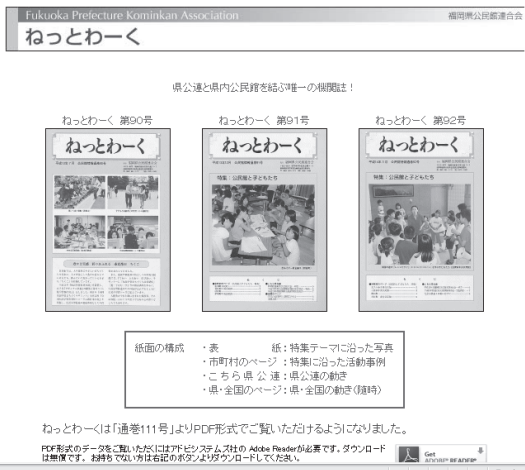 Fukuoka Prefecture Kominkan Association
福岡県公民館連合会
ねっとわーく
県公連と県内公民館を結ぶ唯一の機関誌！
ねっとわーく 第90号
ねっとわーく 第91号
ねっとわーく 第92号
ねっとわーく
ねっとわーく
ねっとわーく
特集：公民館と子どもたち
特集：公民館と子どもたち
紙面の構成 ・表 紙：特集テーマに沿った写真
・市町村のページ：特集に沿った活動事例
・こちら県公連：県公連の動き
・県・全国のページ：県・全国の動き（随時）
ねっとわーくは「通巻111号」よりPDF形式でご覧いただけるようになりました。
PDF形式のデータをご覧いただくにはアドビシステムズ社の Adobe Readerが必要です。ダウンロード
は無償です。お持ちでない方は右記のボタンよりダウンロードしてください。
Get
ADOBE® READER®